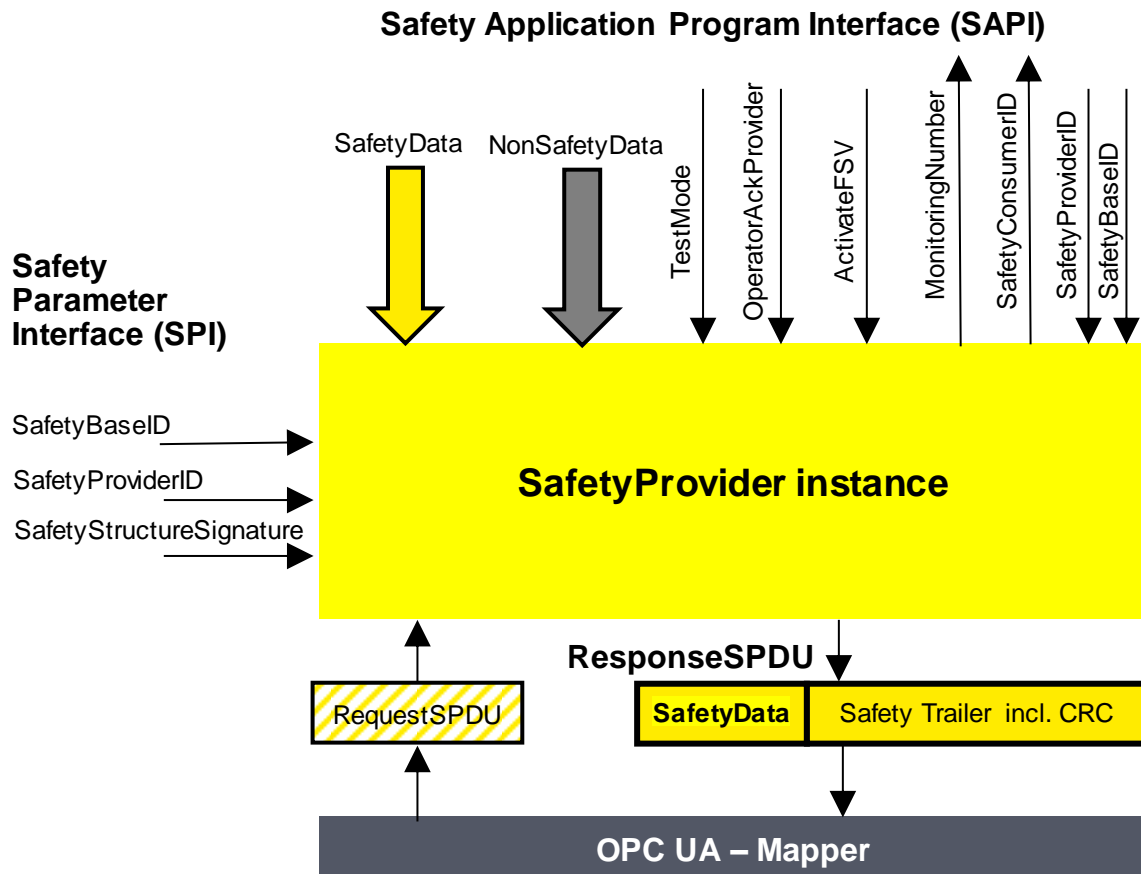 Safety Application Program Interface (SAPI)
SafetyData
NonSafetyData
TestMode
OperatorAckProvider
ActivateFSV
MonitoringNumber
SafetyConsumerID
SafetyProviderID
SafetyBaseID
Safety
Parameter
Interface (SPI)
SafetyBaseID
SafetyProviderID
SafetyStructureSignature
SafetyProvider instance
ResponseSPDU
RequestSPDU
SafetyData
Safety Trailer incl. CRC
OPC UA – Mapper